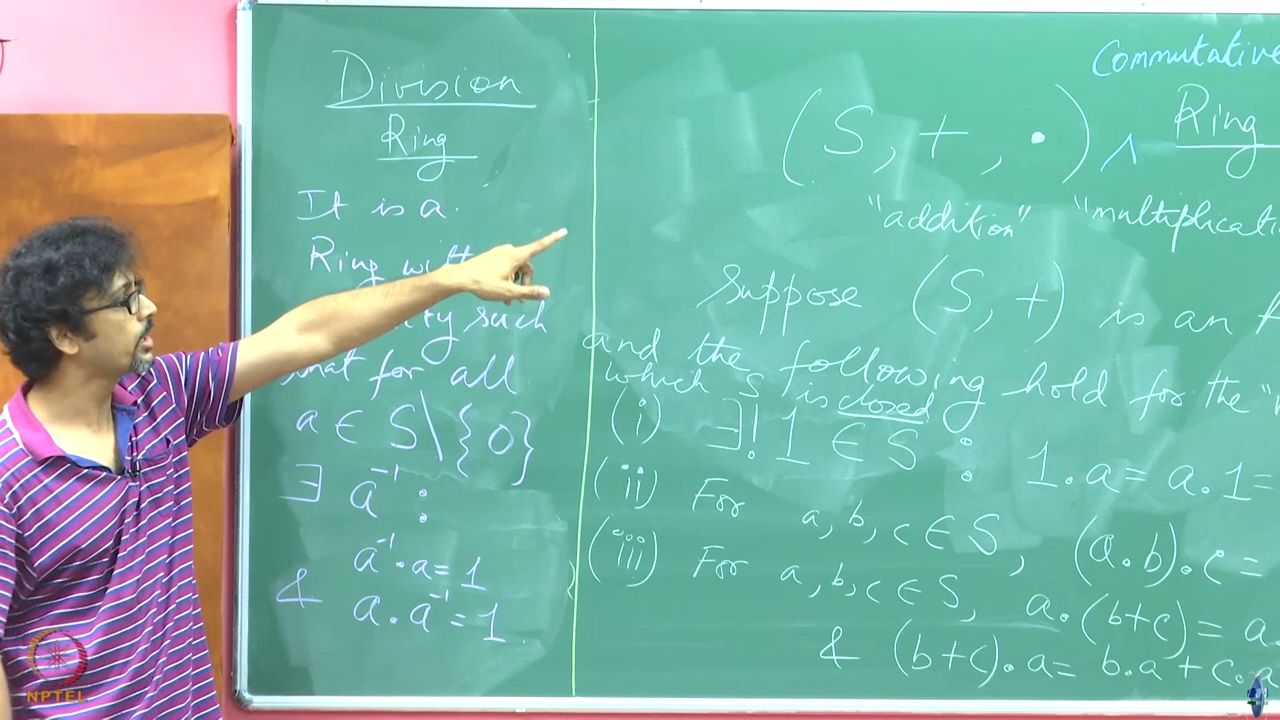 Division
Ring
It is a
Ring with
such
that for all
a ∈ S\{0}
∃ a⁻¹ :
a⁻¹·a=1
& a·a⁻¹=1
Commutative
(S, +, ·) ∧ Ring
"addition" "multiplicati
Suppose (S, +) is an
and the following hold for the "
which S is closed
(i) ∃! 1 ∈ S : 1.a = a.1 =
(ii) For a, b, c ∈ S, (a.b).c =
(iii) For a, b, c ∈ S, a.(b+c) = a.
& (b+c).a = b.a + c.a
NPTEL